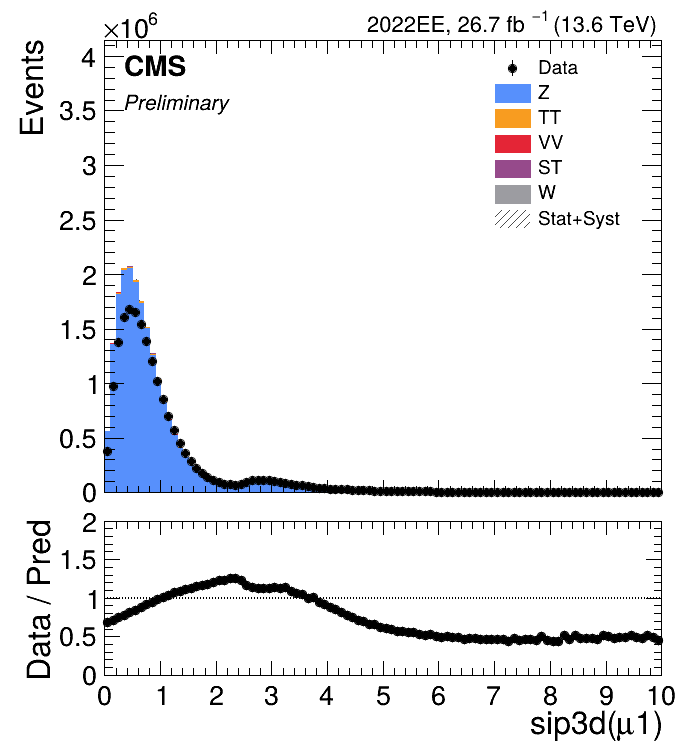 ×10⁶
2022EE, 26.7 fb ⁻¹ (13.6 TeV)
Events
CMS
Preliminary
Data
Z
TT
VV
ST
W
Stat+Syst
4
3.5
3
2.5
2
1.5
1
0.5
0
Data / Pred
2
1.5
1
0.5
0
0 1 2 3 4 5 6 7 8 9 10
sip3d(μ1)